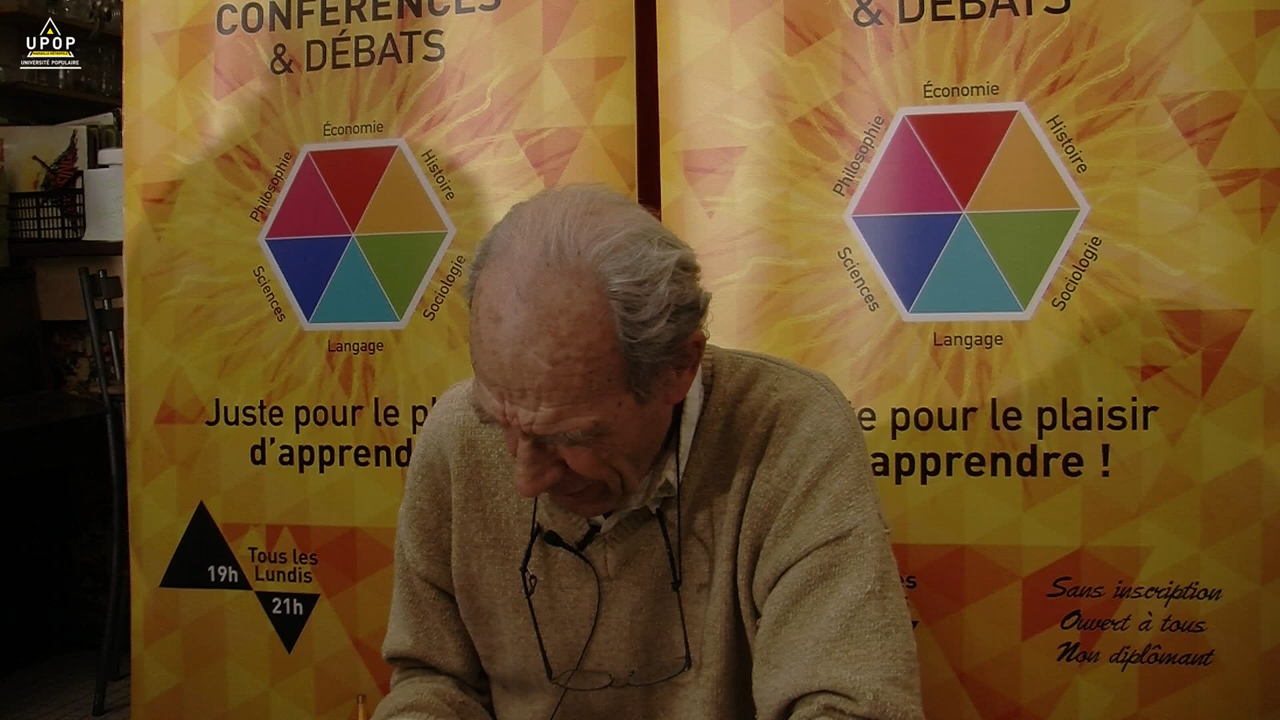 UPOP
UNIVERSITÉ POPULAIRE
CONFÉRENCES
& DÉBATS
Économie
Histoire
Sociologie
Langage
Sciences
Philosophie
Juste pour le pl
d'apprend
19h
Tous les
Lundis
21h
& DÉBATS
Économie
Histoire
Sociologie
Langage
Sciences
Philosophie
e pour le plaisir
apprendre !
es
Sans inscription
Ouvert à tous
Non diplômant